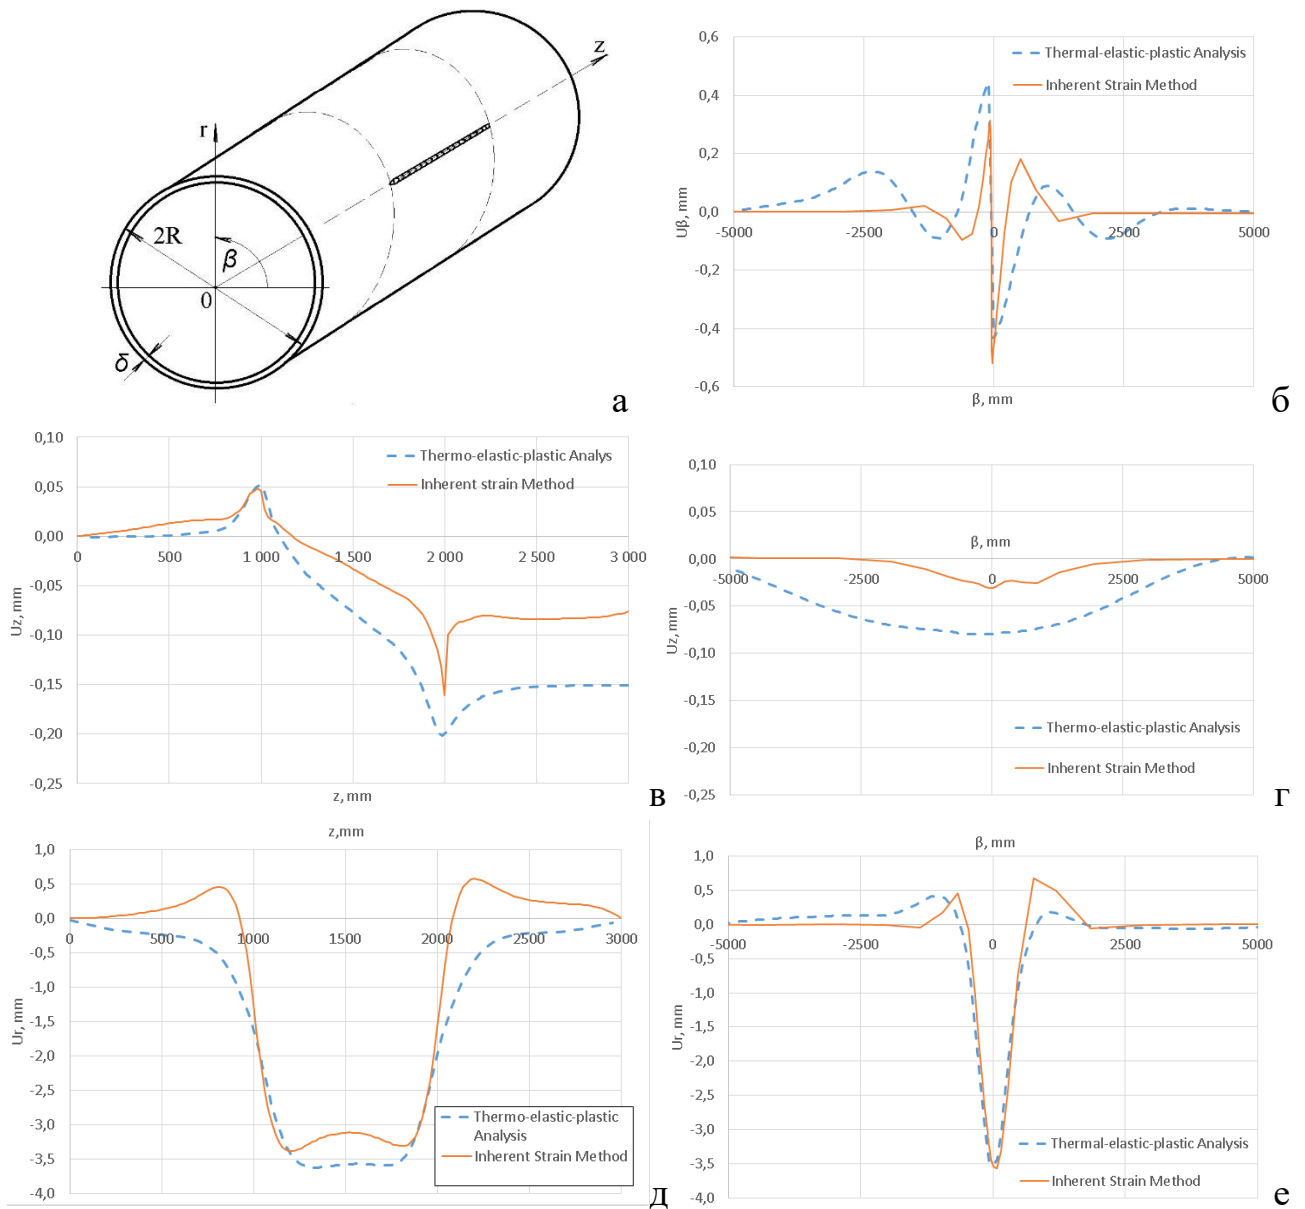 r
z
2R
β
0
δ
а
0,6
0,4
0,2
0,0
-0,2
-0,4
-0,6
-5000
-2500
0
2500
5000
Uβ, mm
β, mm
Thermal-elastic-plastic Analysis
Inherent Strain Method
б
0,10
0,05
0,00
-0,05
-0,10
-0,15
-0,20
-0,25
0
500
1 000
1 500
2 000
2 500
3 000
Uz, mm
z, mm
Thermo-elastic-plastic Analys
Inherent strain Method
в
0,10
0,05
0,00
-0,05
-0,10
-0,15
-0,20
-0,25
β, mm
-5000
-2500
0
2500
5000
Uz, mm
Thermo-elastic-plastic Analysis
Inherent Strain Method
г
z,mm
1,0
0,5
0,0
-0,5
-1,0
-1,5
-2,0
-2,5
-3,0
-3,5
-4,0
0
500
1000
1500
2000
2500
3000
Ur, mm
Thermo-elastic-plastic
Analysis
Inherent Strain Method
д
β, mm
1,0
0,5
0,0
-0,5
-1,0
-1,5
-2,0
-2,5
-3,0
-3,5
-4,0
-5000
-2500
0
2500
5000
Ur, mm
Thermal-elastic-plastic Analysis
Inherent Strain Method
е